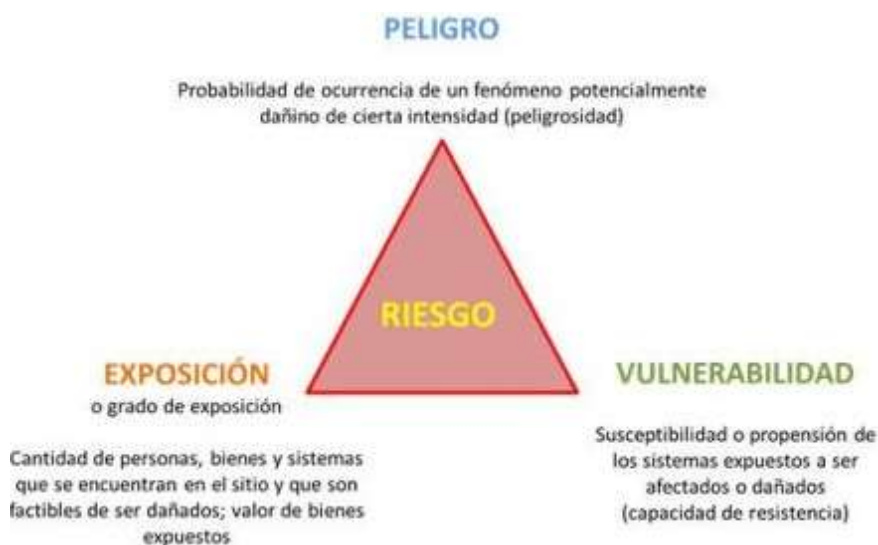 PELIGRO
Probabilidad de ocurrencia de un fenómeno potencialmente
dañino de cierta intensidad (peligrosidad)
RIESGO
EXPOSICIÓN
o grado de exposición
Cantidad de personas, bienes y sistemas
que se encuentran en el sitio y que son
factibles de ser dañados; valor de bienes
expuestos
VULNERABILIDAD
Susceptibilidad o propensión de
los sistemas expuestos a ser
afectados o dañados
(capacidad de resistencia)